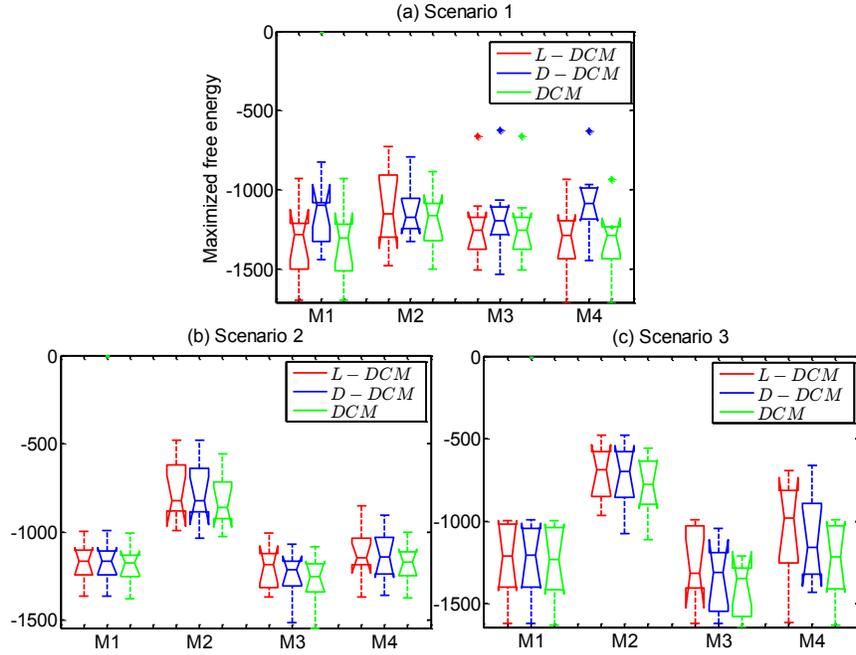 (a) Scenario 1
Maximized free energy
0
-500
-1000
-1500
L − DCM
D − DCM
DCM
M1 M2 M3 M4
(b) Scenario 2
0
-500
-1000
-1500
L − DCM
D − DCM
DCM
M1 M2 M3 M4
(c) Scenario 3
0
-500
-1000
-1500
L − DCM
D − DCM
DCM
M1 M2 M3 M4